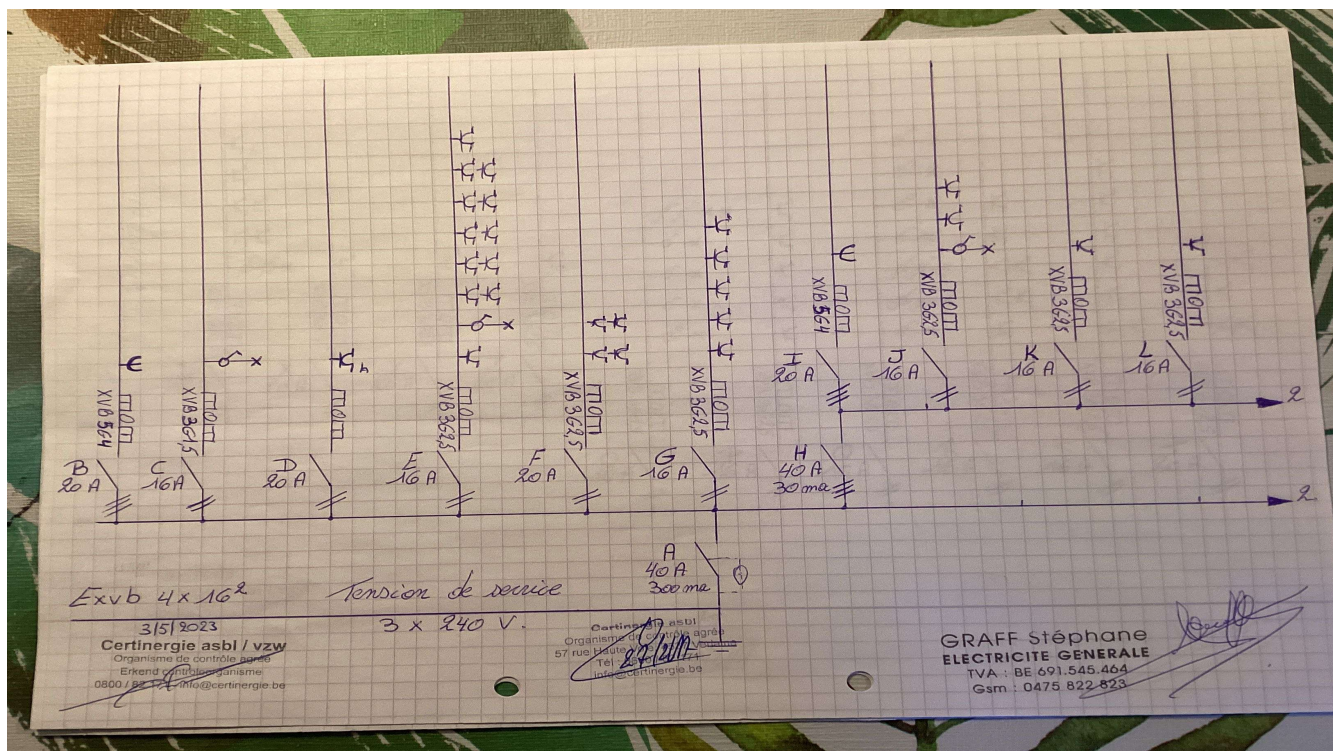 XVB 5G4
B
20 A
XVB 3G1,5
C
16 A
D
20 A
XVB 3G2,5
E
16 A
XVB 3G2,5
F
20 A
XVB 3G2,5
G
16 A
XVB 5G4
I
20 A
XVB 3G2,5
J
16 A
XVB 3G2,5
K
16 A
XVB 3G2,5
L
16 A
2
H
40 A
30 ma
2
A
40 A
300 ma
Exvb 4 x 16²
Tension de service
3 x 240 V.
3/5/2023
Certinergie asbl / vzw
Organisme de contrôle agréé
Erkend controleorganisme
0800 / 82
info@certinergie.be
Certinergie asbl
Organisme de contrôle agréé
57 rue Haute
Tél
info@certinergie.be
GRAFF Stéphane
ELECTRICITE GENERALE
TVA : BE 691.545.464
Gsm : 0475 822 823